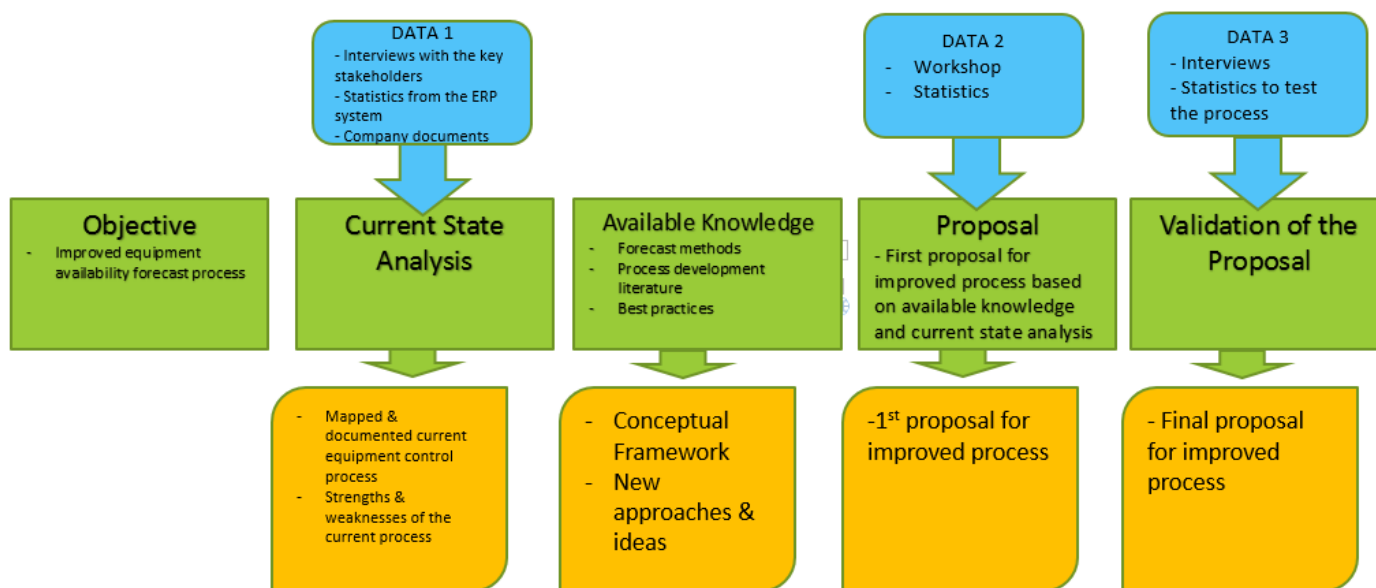 DATA 1
- Interviews with the key
stakeholders
- Statistics from the ERP
system
- Company documents
DATA 2
- Workshop
- Statistics
DATA 3
- Interviews
- Statistics to test
the process
Objective
- Improved equipment
availability forecast process
Current State
Analysis
Available Knowledge
- Forecast methods
- Process development
literature
- Best practices
Proposal
- First proposal for
improved process based
on available knowledge
and current state analysis
Validation of the
Proposal
- Mapped &
documented current
equipment control
process
- Strengths &
weaknesses of the
current process
- Conceptual
Framework
- New
approaches &
ideas
-1st proposal for
improved process
- Final proposal
for improved
process